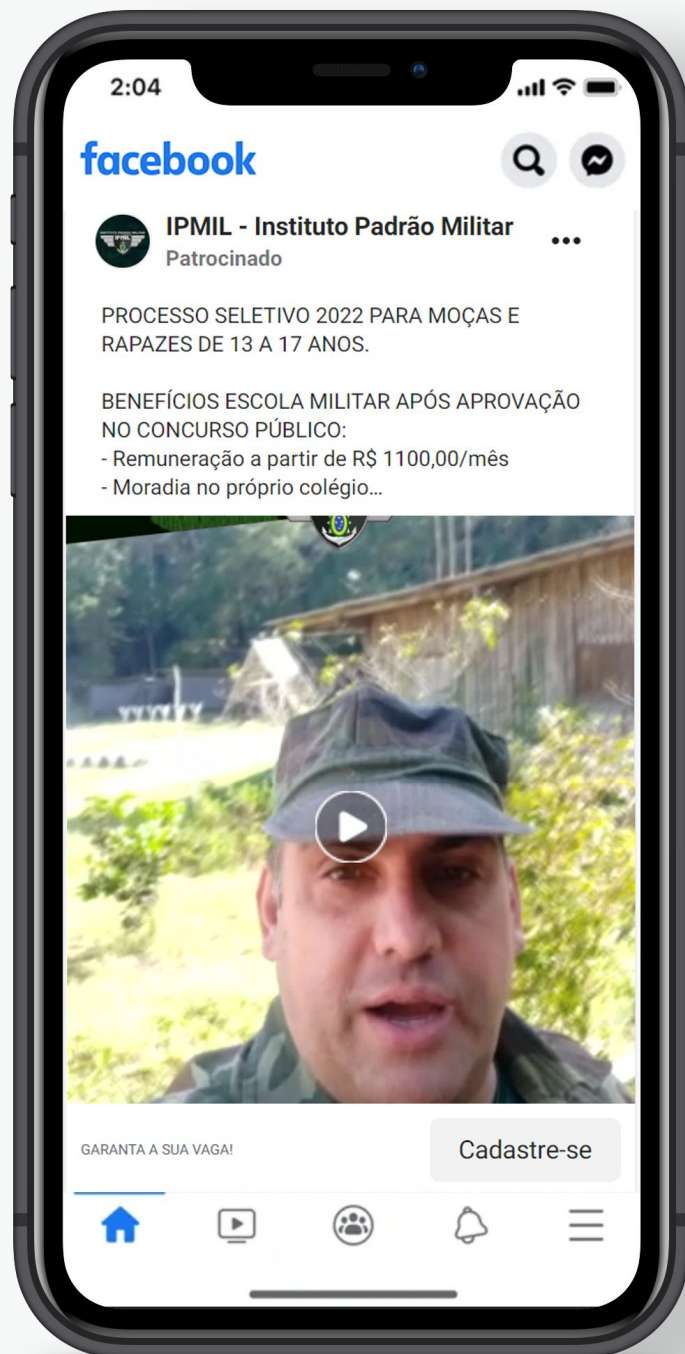 2:04
facebook
IPMIL - Instituto Padrão Militar
Patrocinado
PROCESSO SELETIVO 2022 PARA MOÇAS E
RAPAZES DE 13 A 17 ANOS.
BENEFÍCIOS ESCOLA MILITAR APÓS APROVAÇÃO
NO CONCURSO PÚBLICO:
- Remuneração a partir de R$ 1100,00/mês
- Moradia no próprio colégio...
GARANTA A SUA VAGA!
Cadastre-se